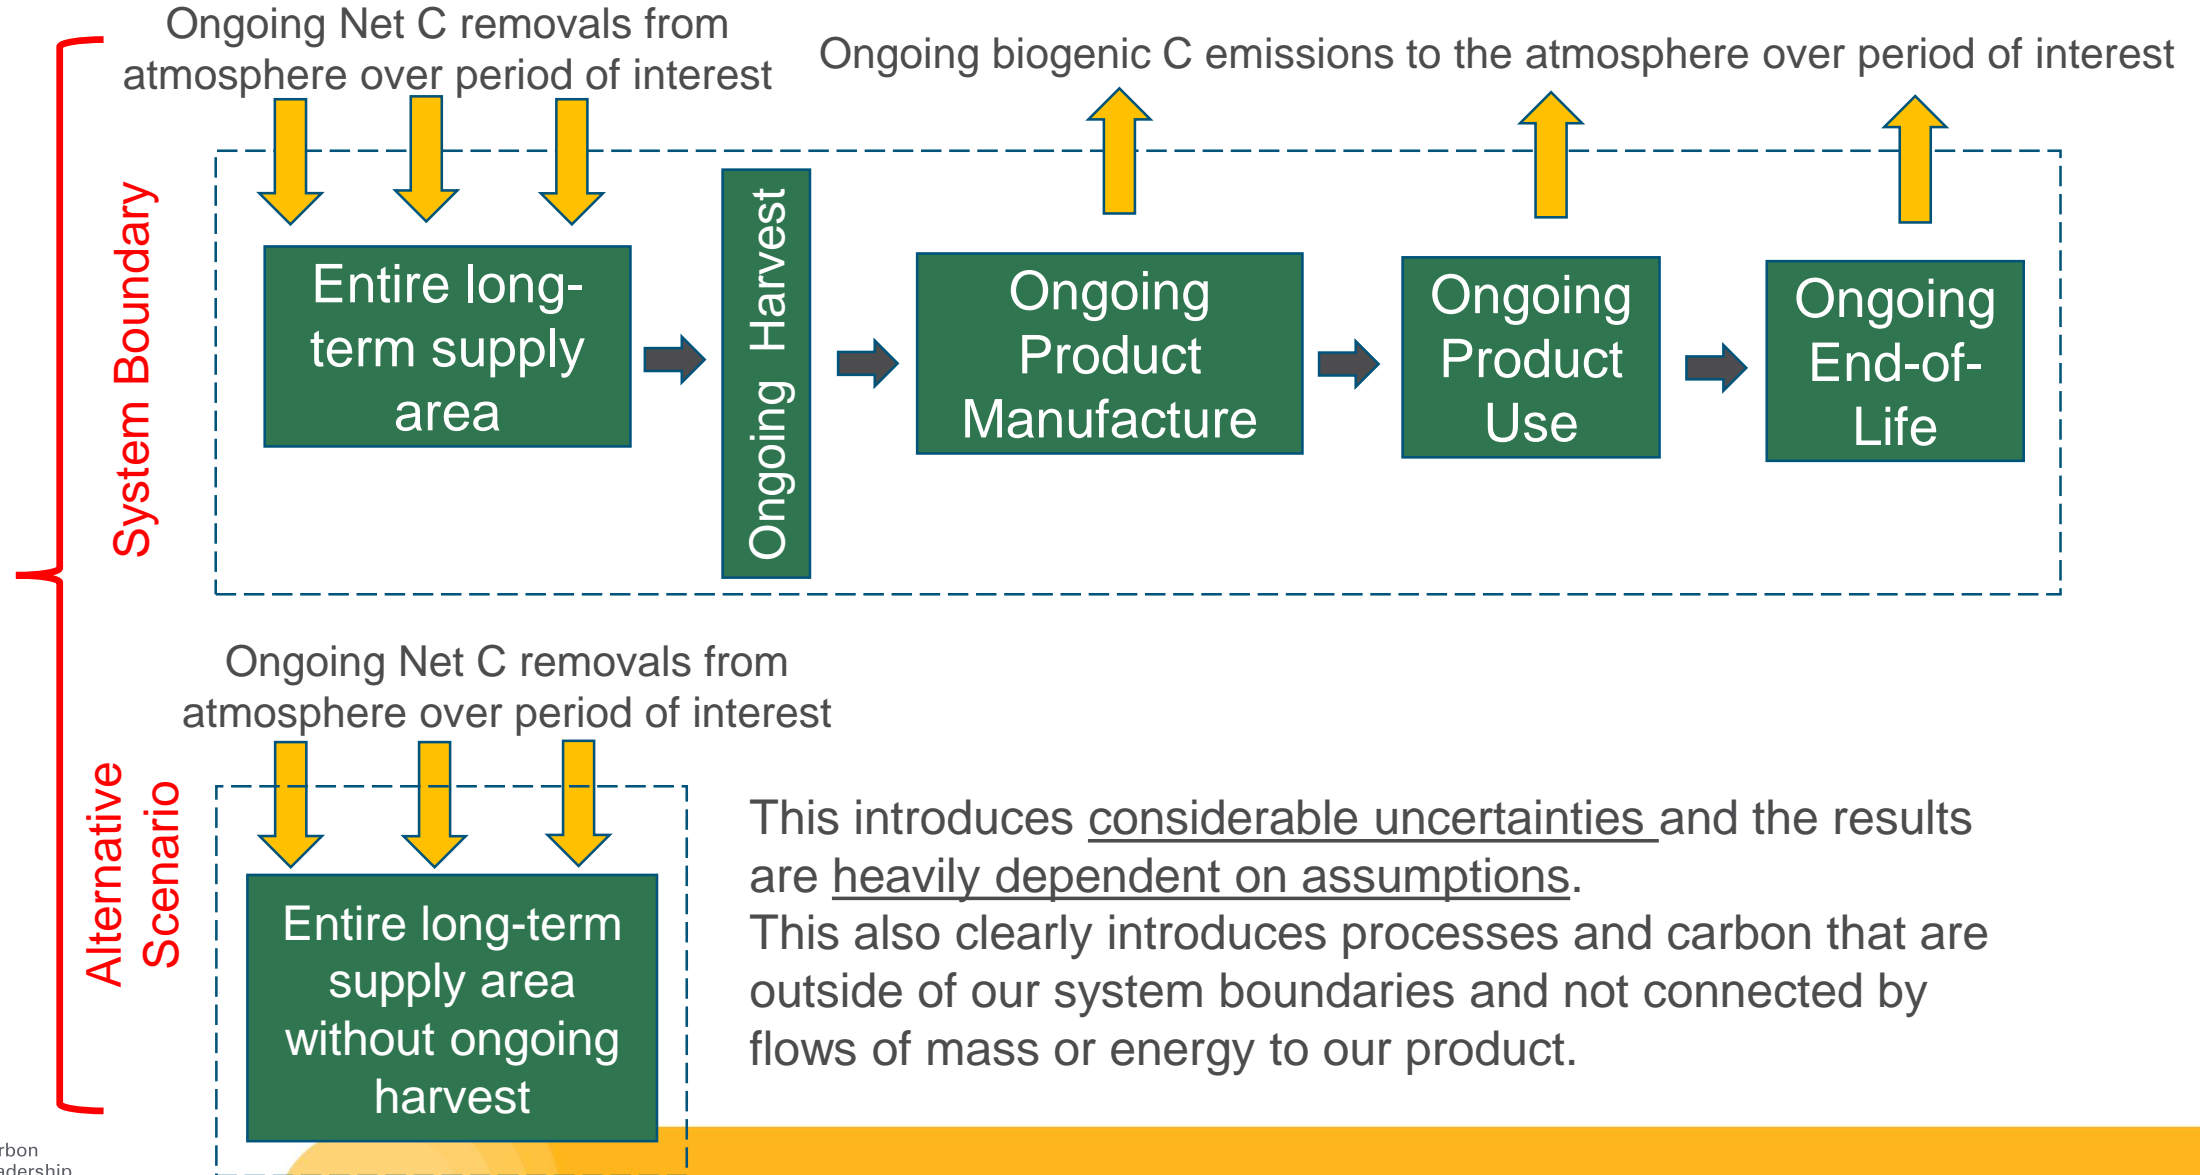 Ongoing Net C removals from
atmosphere over period of interest
Ongoing biogenic C emissions to the atmosphere over period of interest
System Boundary
Entire long-
term supply
area
Ongoing Harvest
Ongoing
Product
Manufacture
Ongoing
Product
Use
Ongoing
End-of-
Life
Ongoing Net C removals from
atmosphere over period of interest
Alternative
Scenario
Entire long-term
supply area
without ongoing
harvest
This introduces considerable uncertainties and the results
are heavily dependent on assumptions.
This also clearly introduces processes and carbon that are
outside of our system boundaries and not connected by
flows of mass or energy to our product.